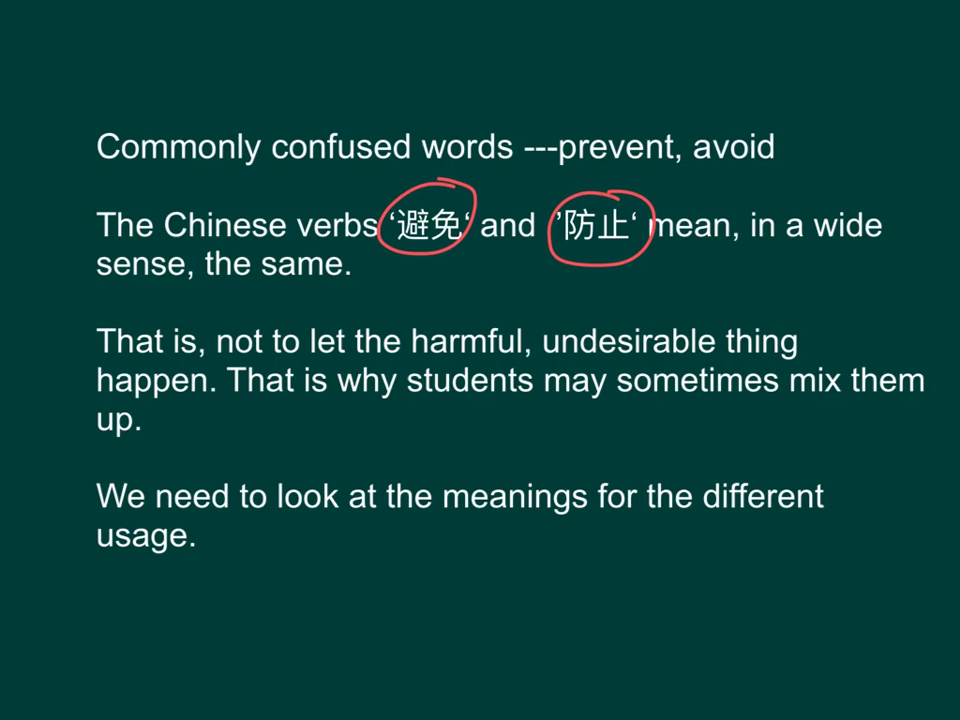 Commonly confused words ---prevent, avoid
The Chinese verbs ‘避免‘ and ’防止‘ mean, in a wide
sense, the same.
That is, not to let the harmful, undesirable thing
happen. That is why students may sometimes mix them
up.
We need to look at the meanings for the different
usage.